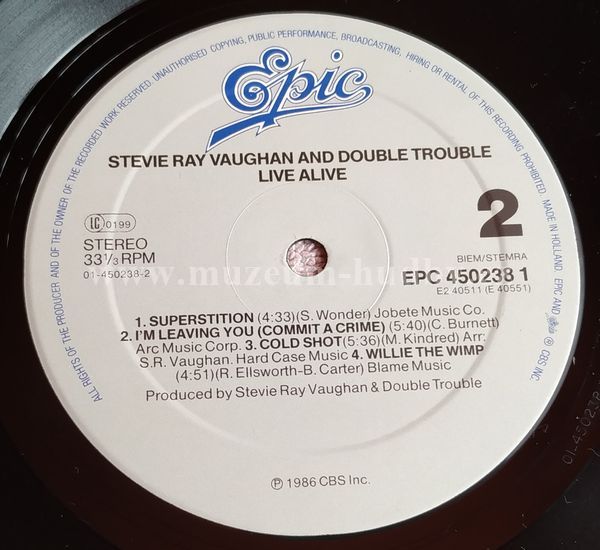 ALL RIGHTS OF THE PRODUCER AND OF THE OWNER OF THE RECORDED WORK RESERVED. UNAUTHORISED COPYING, PUBLIC PERFORMANCE, BROADCASTING, HIRING OR RENTAL OF THIS RECORDING PROHIBITED. MADE IN HOLLAND. EPIC AND ARE ® CBS INC.
Epic
STEVIE RAY VAUGHAN AND DOUBLE TROUBLE
LIVE ALIVE
LC 0199
STEREO
33 1/3 RPM
01-450238-2
2
BIEM/STEMRA
EPC 450238 1
E2 40511 (E 40551)
www.muzeum-hudby
1. SUPERSTITION (4:33)(S. Wonder) Jobete Music Co.
2. I'M LEAVING YOU (COMMIT A CRIME) (5:40)(C. Burnett)
Arc Music Corp. 3. COLD SHOT(5:36)(M. Kindred) Arr:
S.R. Vaughan. Hard Case Music 4. WILLIE THE WIMP
(4:51)(R. Ellsworth-B. Carter) Blame Music
Produced by Stevie Ray Vaughan & Double Trouble
℗ 1986 CBS Inc.